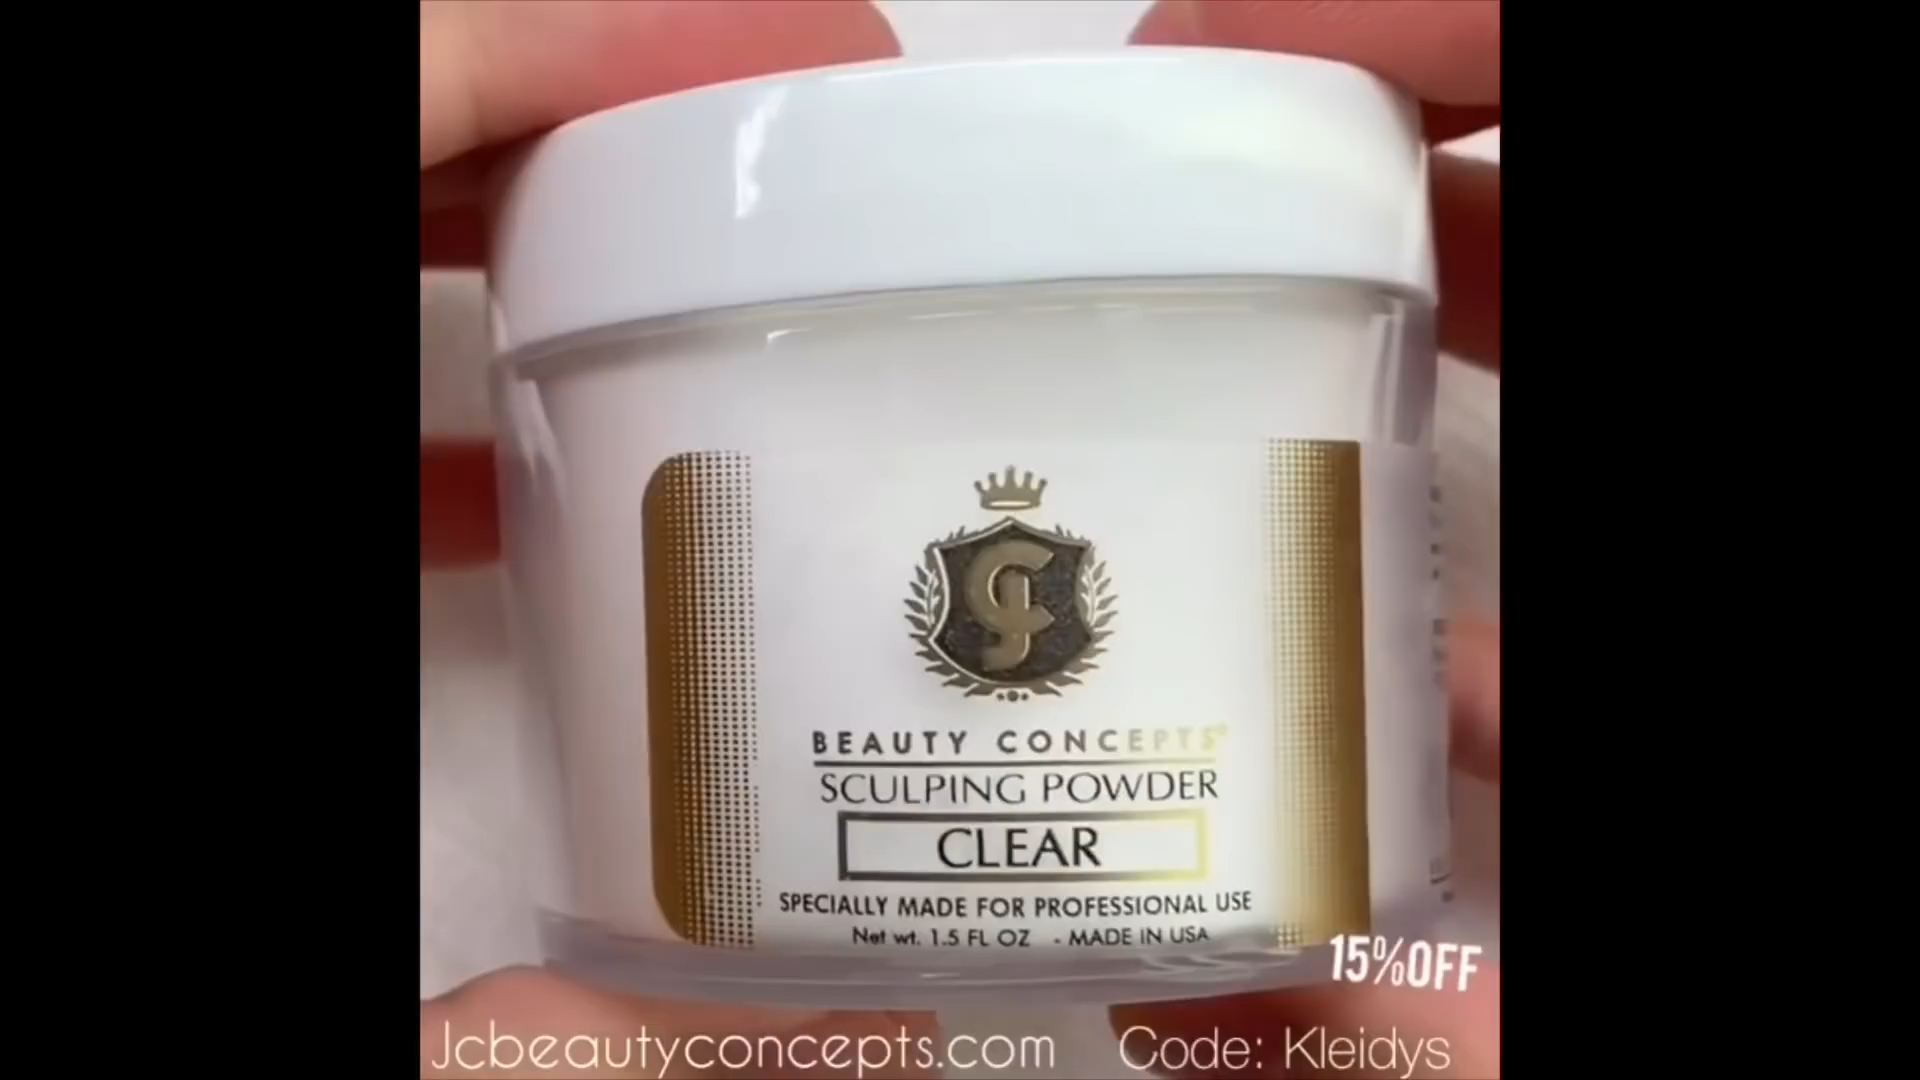 BEAUTY CONCEPTS®
SCULPING POWDER
CLEAR
SPECIALLY MADE FOR PROFESSIONAL USE
Net wt. 1.5 FL OZ - MADE IN USA
15%OFF
Jcbeautyconcepts.com Code: Kleidys